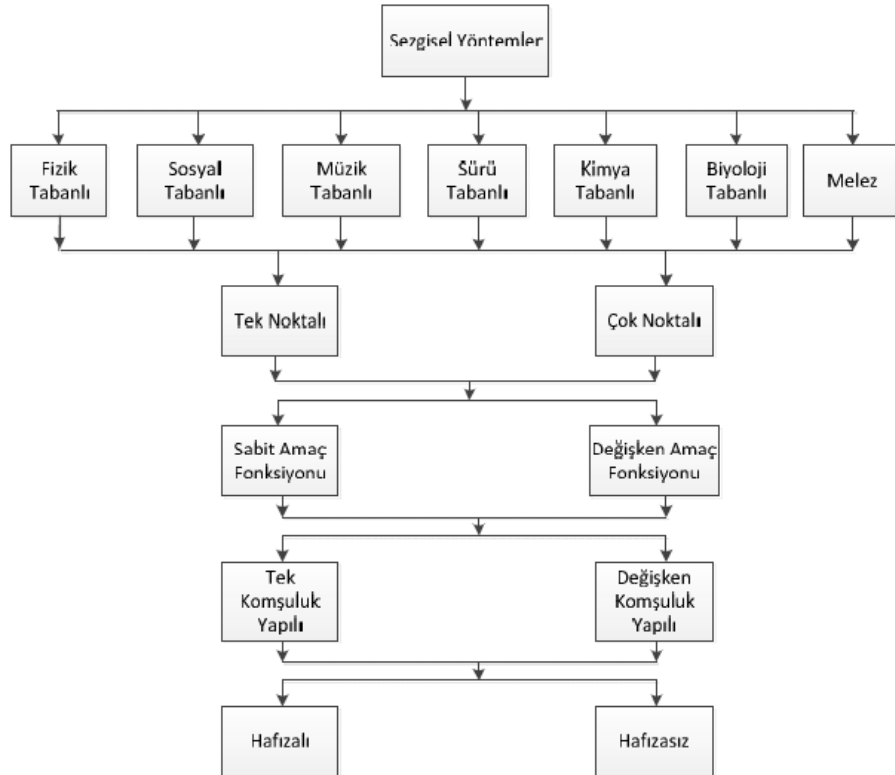 Sezgisel Yöntemler
Fizik
Tabanlı
Sosyal
Tabanlı
Müzik
Tabanlı
Sürü
Tabanlı
Kimya
Tabanlı
Biyoloji
Tabanlı
Melez
Tek Noktalı
Çok Noktalı
Sabit Amaç
Fonksiyonu
Değişken Amaç
Fonksiyonu
Tek
Komşuluk
Yapılı
Değişken
Komşuluk
Yapılı
Hafızalı
Hafızasız